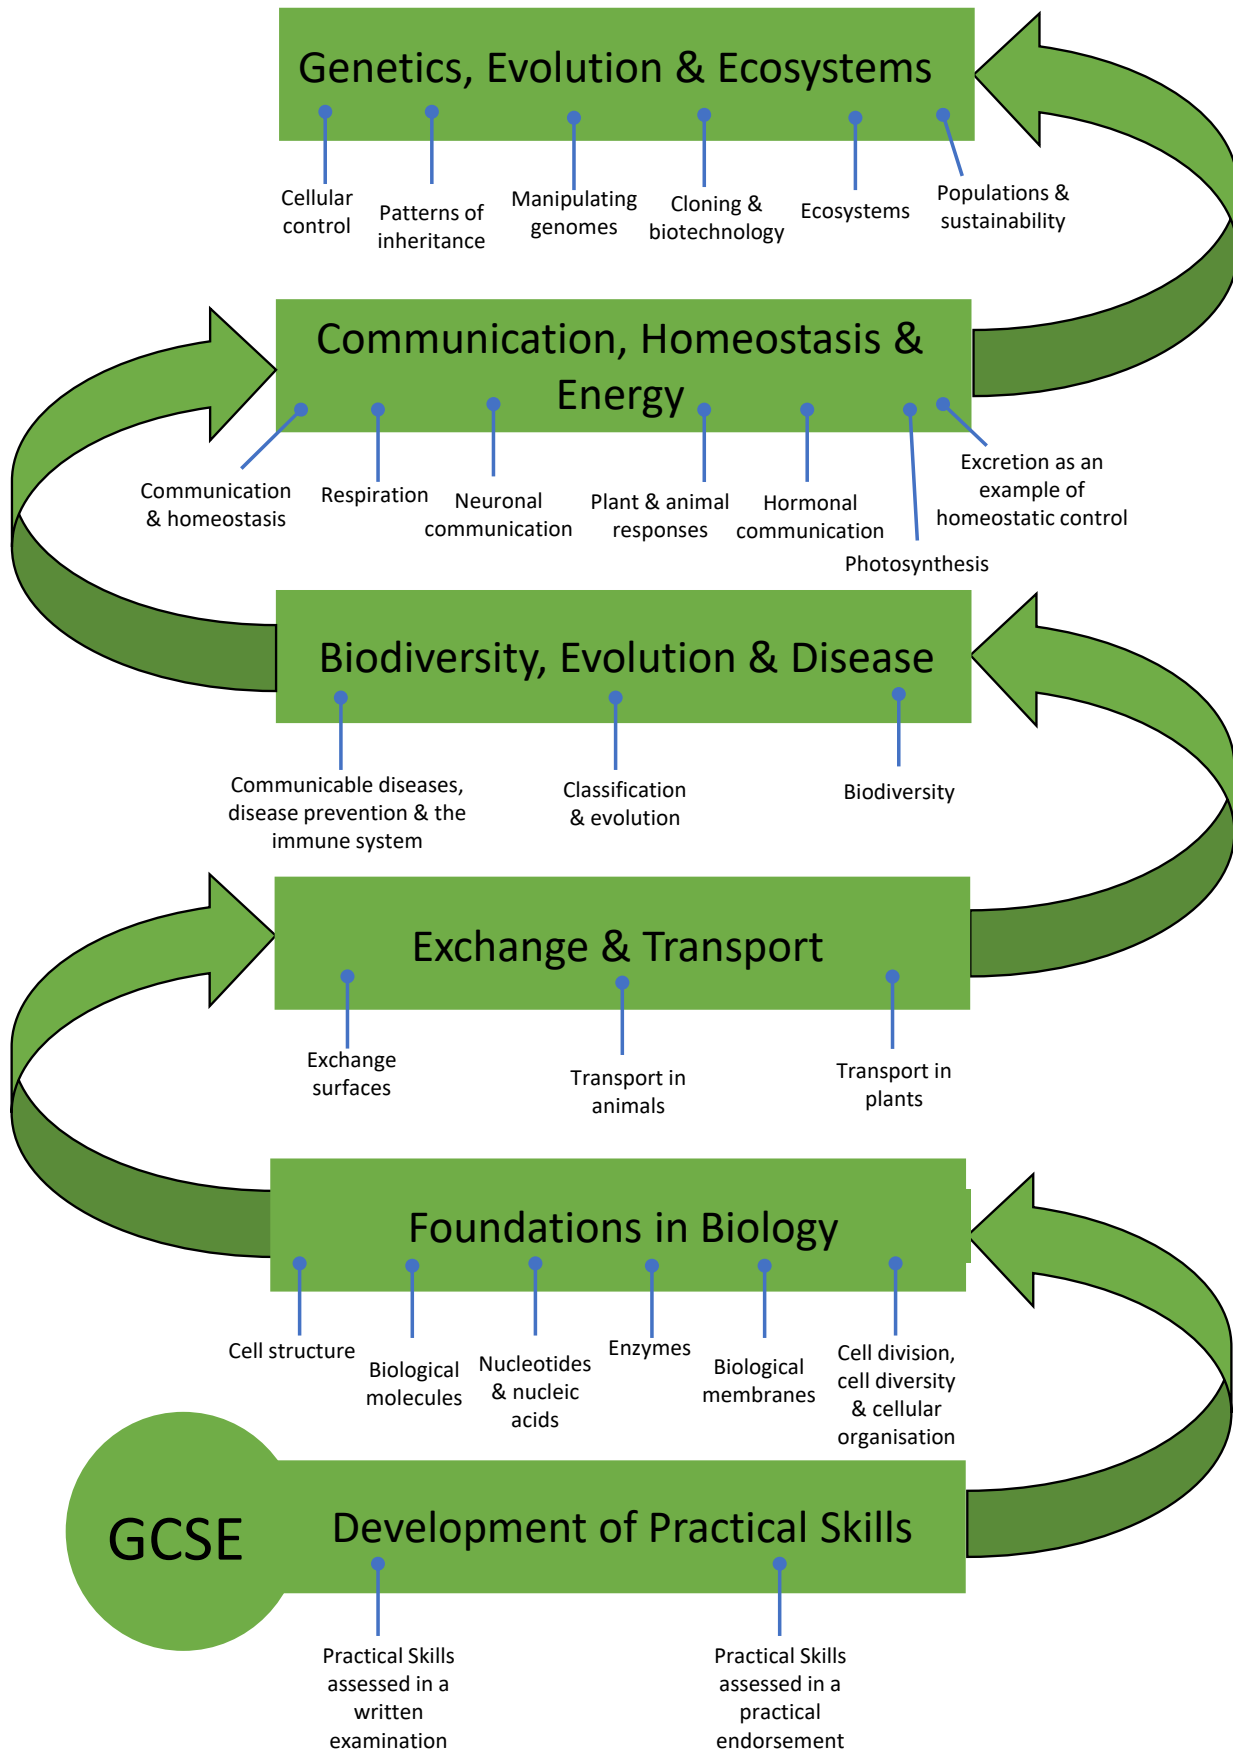 Genetics, Evolution & Ecosystems
Cellular
control
Patterns of
inheritance
Manipulating
genomes
Cloning &
biotechnology
Ecosystems
Populations &
sustainability
Communication, Homeostasis &
Energy
Communication
& homeostasis
Respiration
Neuronal
communication
Plant & animal
responses
Hormonal
communication
Photosynthesis
Excretion as an
example of
homeostatic control
Biodiversity, Evolution & Disease
Communicable diseases,
disease prevention & the
immune system
Classification
& evolution
Biodiversity
Exchange & Transport
Exchange
surfaces
Transport in
animals
Transport in
plants
Foundations in Biology
Cell structure
Biological
molecules
Nucleotides
& nucleic
acids
Enzymes
Biological
membranes
Cell division,
cell diversity
& cellular
organisation
GCSE
Development of Practical Skills
Practical Skills
assessed in a
written
examination
Practical Skills
assessed in a
practical
endorsement